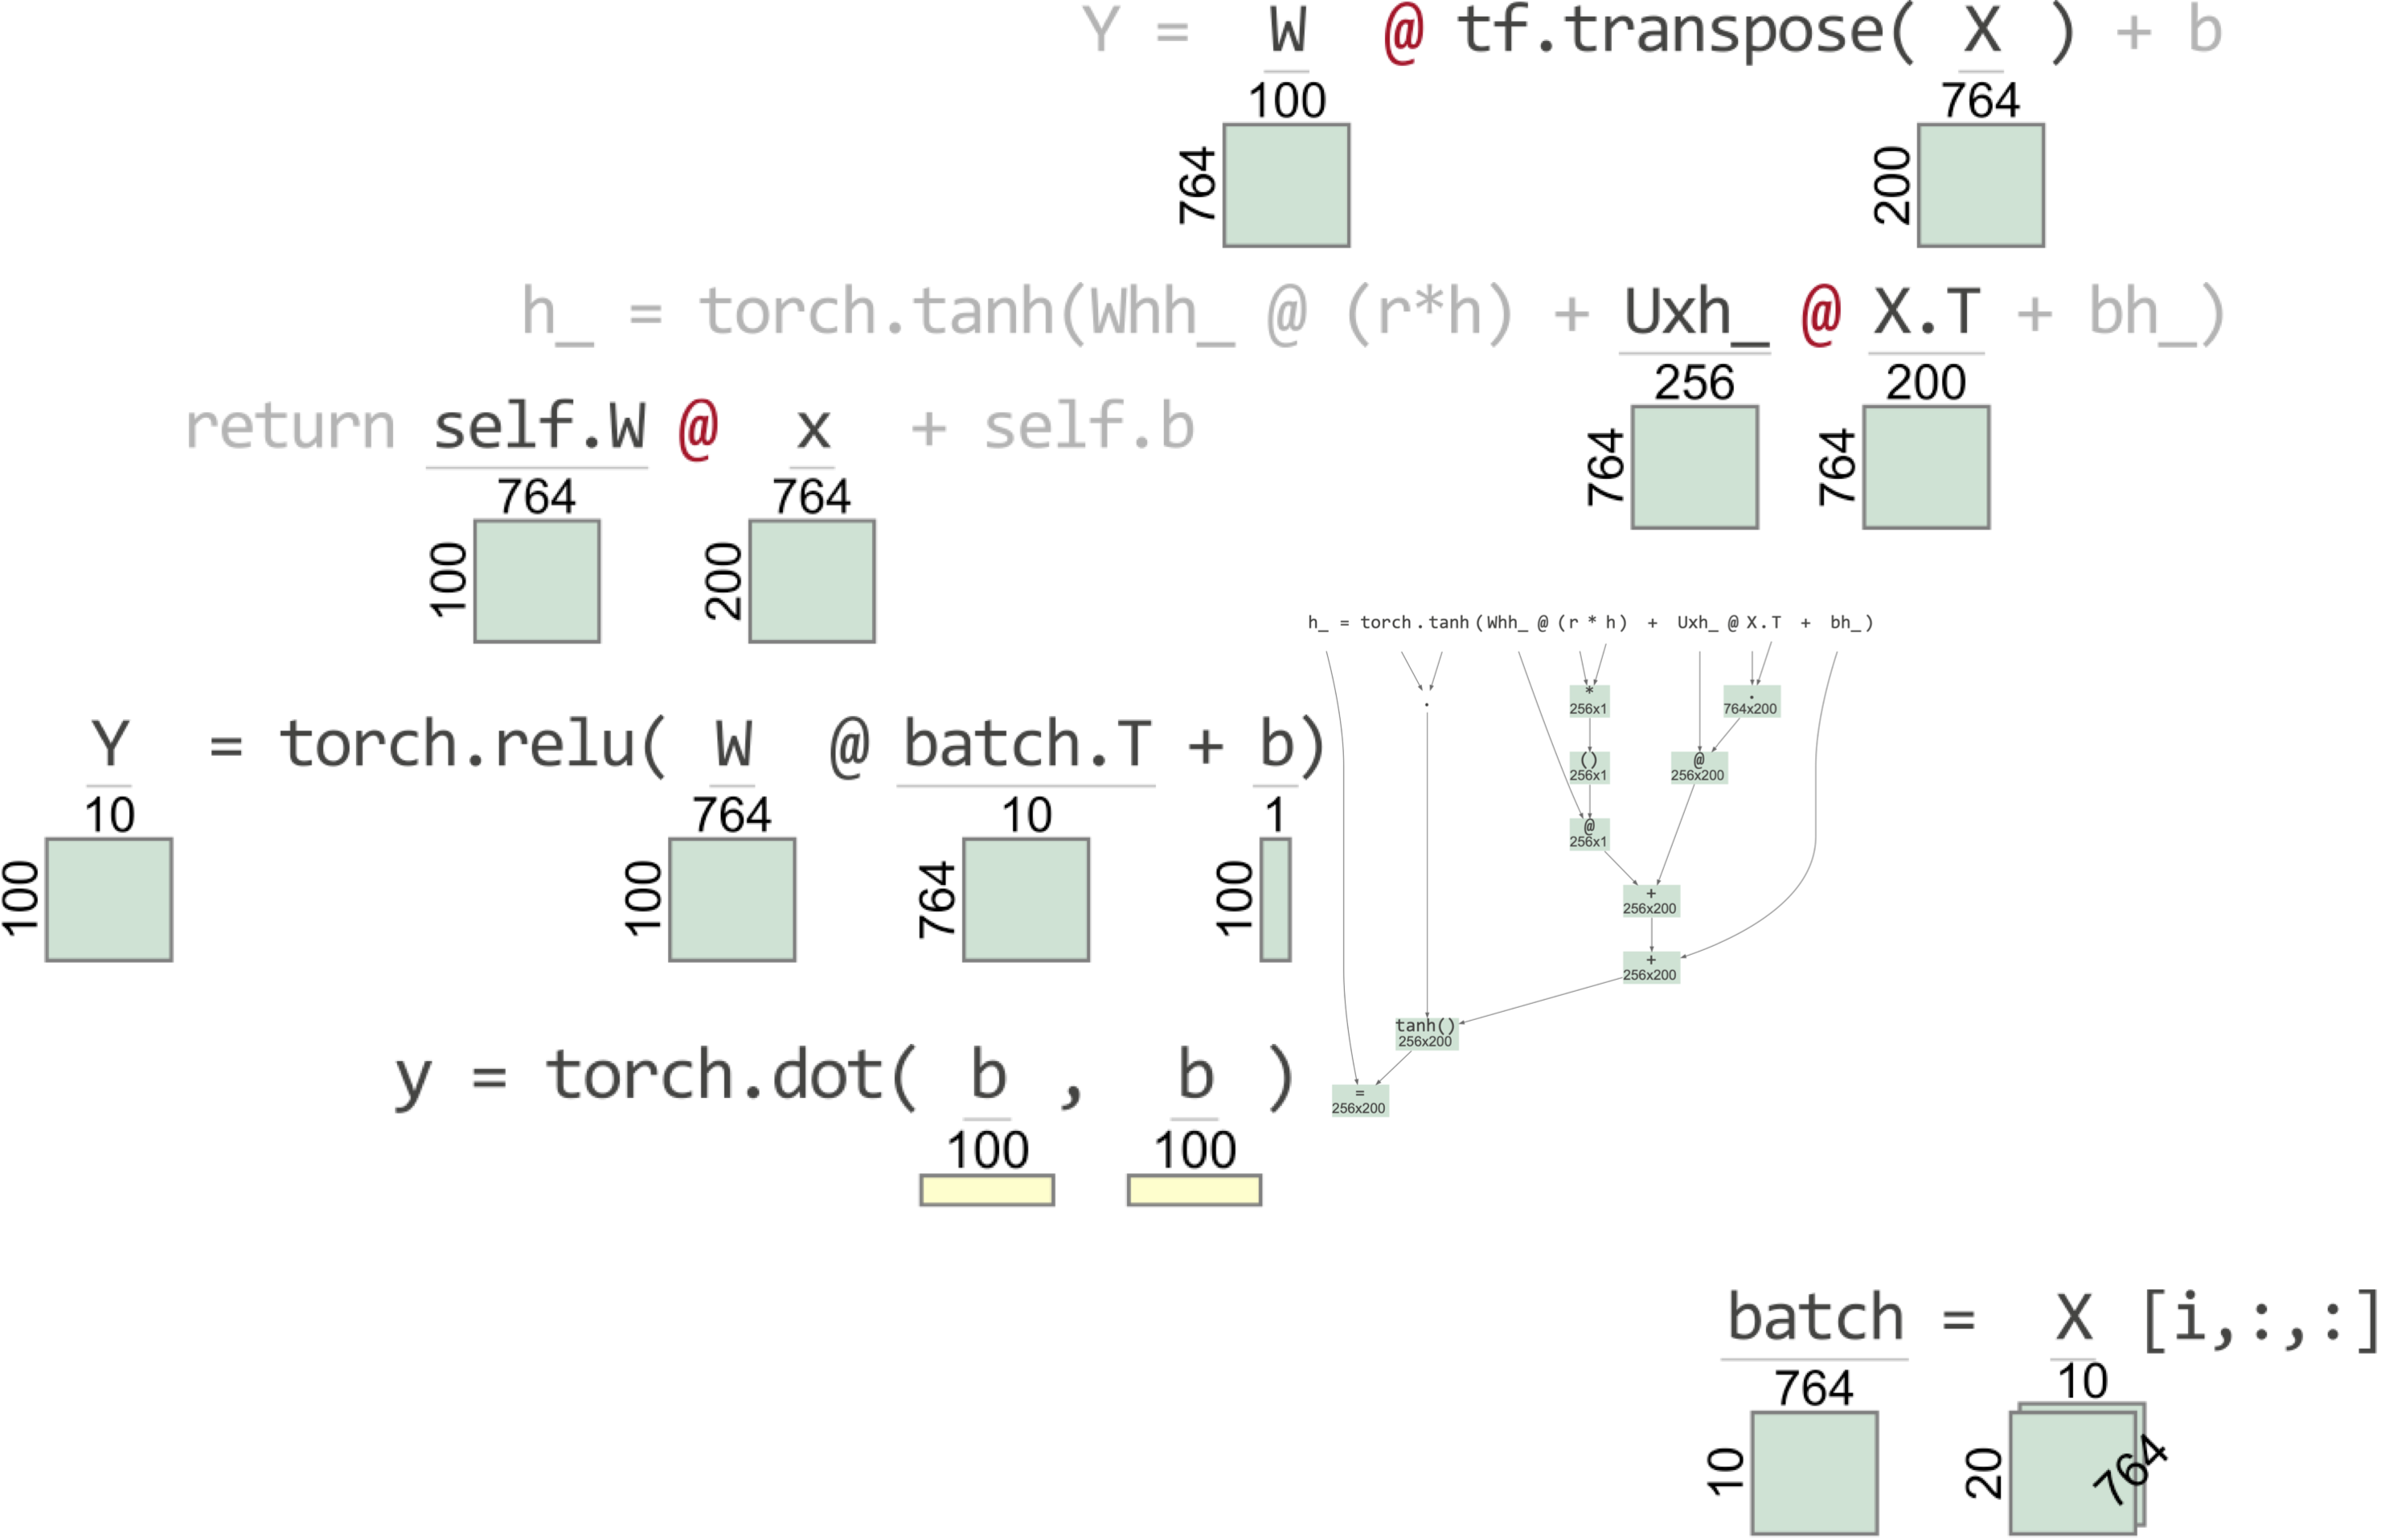 Y = W @ tf.transpose( X ) + b
100 764
764 200
h_ = torch.tanh(Whh_ @ (r*h) + Uxh_ @ X.T + bh_)
256 200
764 764
return self.W @ x + self.b
764 764
100 200
h_ = torch.tanh(Whh_ @ (r * h) + Uxh_ @ X.T + bh_)
.
*
256x1
.
764x200
()
256x1
@
256x200
@
256x1
+
256x200
+
256x200
tanh()
256x200
=
256x200
Y = torch.relu( W @ batch.T + b)
10 764 10 1
100 100 764 100
y = torch.dot( b , b )
100 100
batch = X [i,:,:]
764 10
10 20 764